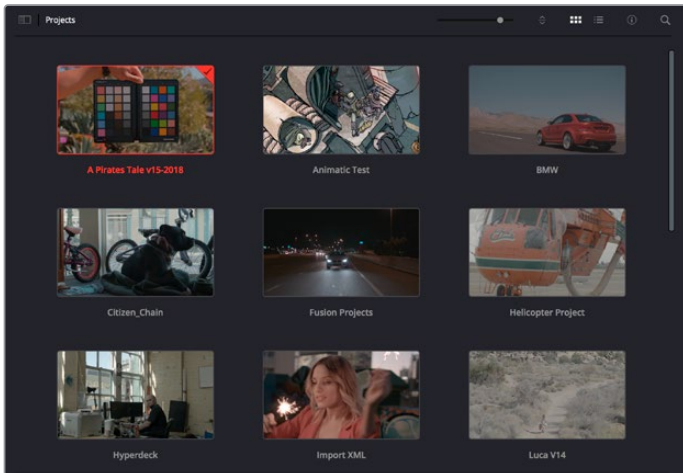 Projects
A Pirates Tale v15-2018
Animatic Test
BMW
Citizen_Chain
Fusion Projects
Helicopter Project
Hyperdeck
Import XML
Luca V14